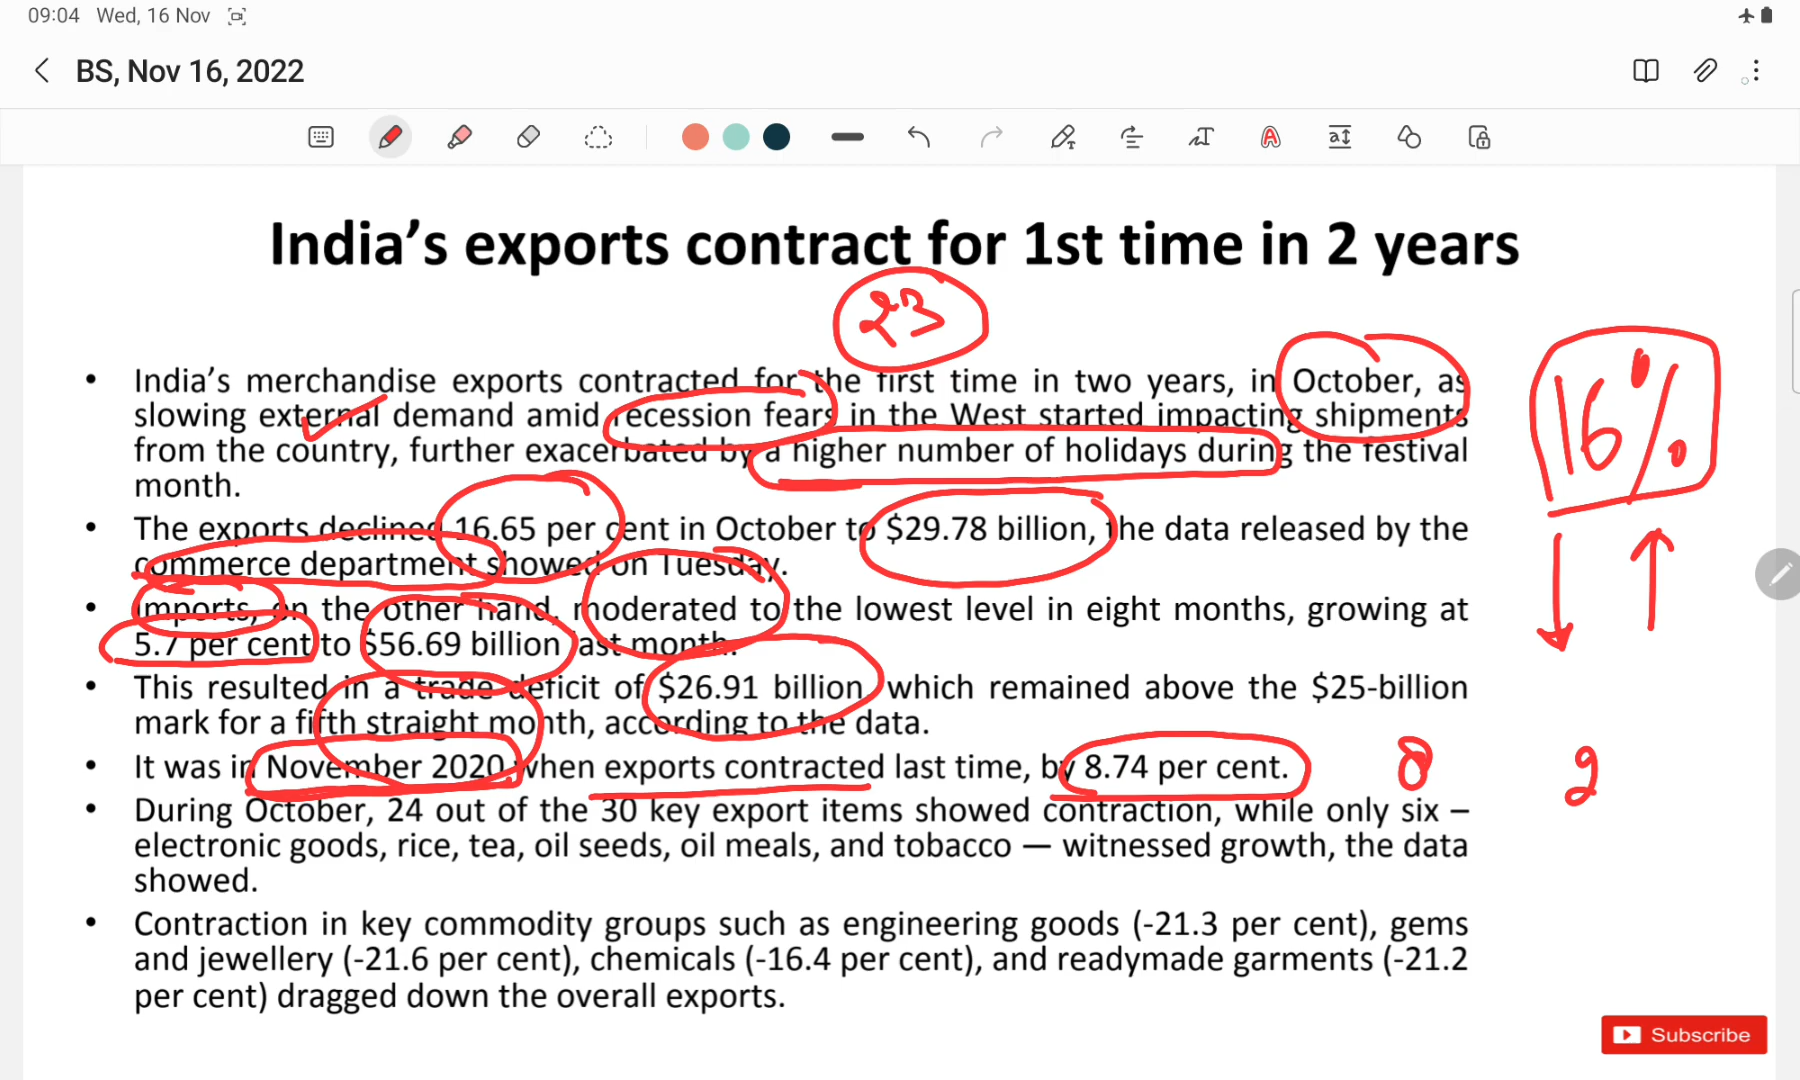 09:04 Wed, 16 Nov
BS, Nov 16, 2022
India's exports contract for 1st time in 2 years
23
• India's merchandise exports contracted for the first time in two years, in October, as
slowing external demand amid recession fears in the West started impacting shipments
from the country, further exacerbated by a higher number of holidays during the festival
month.
16%
• The exports declined 16.65 per cent in October to $29.78 billion, the data released by the
commerce department showed on Tuesday.
• Imports, on the other hand, moderated to the lowest level in eight months, growing at
5.7 per cent to $56.69 billion last month.
• This resulted in a trade deficit of $26.91 billion, which remained above the $25-billion
mark for a fifth straight month, according to the data.
• It was in November 2020 when exports contracted last time, by 8.74 per cent.
8 2
• During October, 24 out of the 30 key export items showed contraction, while only six –
electronic goods, rice, tea, oil seeds, oil meals, and tobacco — witnessed growth, the data
showed.
• Contraction in key commodity groups such as engineering goods (-21.3 per cent), gems
and jewellery (-21.6 per cent), chemicals (-16.4 per cent), and readymade garments (-21.2
per cent) dragged down the overall exports.
Subscribe